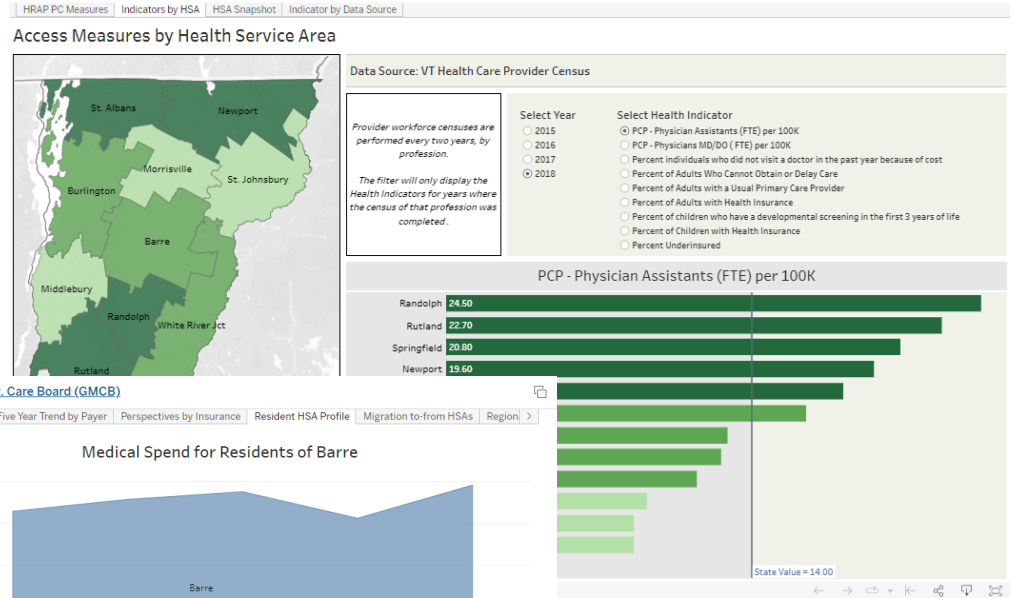 HRAP PC Measures
Indicators by HSA
HSA Snapshot
Indicator by Data Source
Access Measures by Health Service Area
St. Albans
Newport
Morrisville
St. Johnsbury
Burlington
Barre
Middlebury
Randolph
White River Jct
Rutland
Data Source: VT Health Care Provider Census
Provider workforce censuses are
performed every two years, by
profession.
The filter will only display the
Health Indicators for years where
the census of that profession was
completed .
Select Year
2015
2016
2017
2018
Select Health Indicator
PCP - Physician Assistants (FTE) per 100K
PCP - Physicians MD/DO ( FTE) per 100K
Percent individuals who did not visit a doctor in the past year because of cost
Percent of Adults Who Cannot Obtain or Delay Care
Percent of Adults with a Usual Primary Care Provider
Percent of Adults with Health Insurance
Percent of children who have a developmental screening in the first 3 years of life
Percent of Children with Health Insurance
Percent Underinsured
PCP - Physician Assistants (FTE) per 100K
Randolph 24.50
Rutland 22.70
Springfield 20.80
Newport 19.60
State Value = 14.00
. Care Board (GMCB)
Five Year Trend by Payer
Perspectives by Insurance
Resident HSA Profile
Migration to-from HSAs
Region
Medical Spend for Residents of Barre
Barre